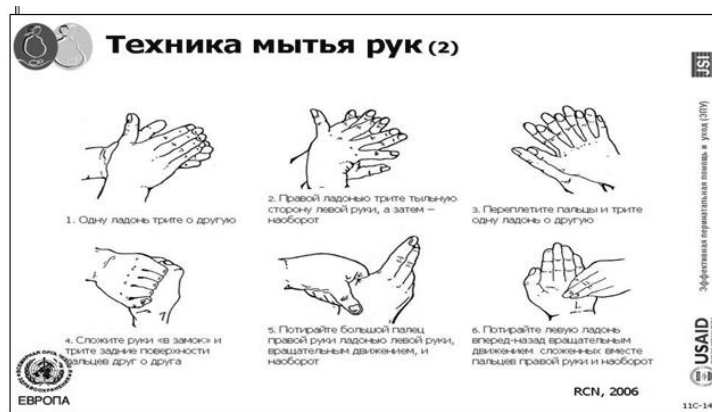 Техника мытья рук (2)
1. Одну ладонь трите о другую
2. Правой ладонью трите тыльную
сторону левой руки, а затем –
наоборот
3. Переплетите пальцы и трите
одну ладонь о другую
4. Сложите руки «в замок» и
трите задние поверхности
пальцев друг о друга
5. Потирайте большой палец
правой руки ладонью левой руки,
вращательным движением, и
наоборот
6. Потирайте левую ладонь
вперед-назад вращательным
движением сложенных вместе
пальцев правой руки и наоборот
RCN, 2006
ЕВРОПА
JSI
Эффективная перинатальная помощь и уход (ЭПУ)
USAID
11C-14